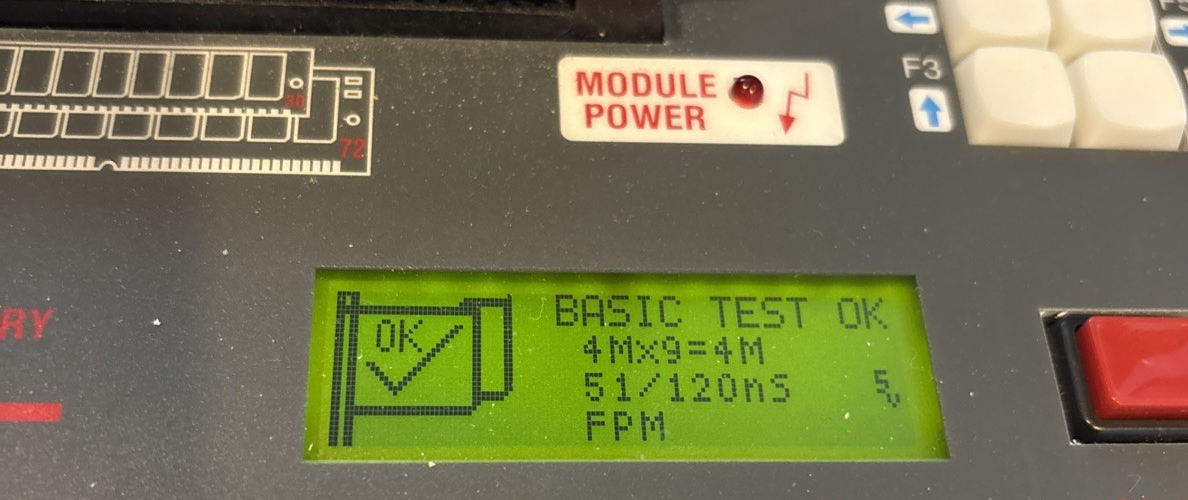 MODULE
POWER
F3
30
72
RY
OK
BASIC TEST OK
4Mx9=4M
51/120nS
5v
FPM